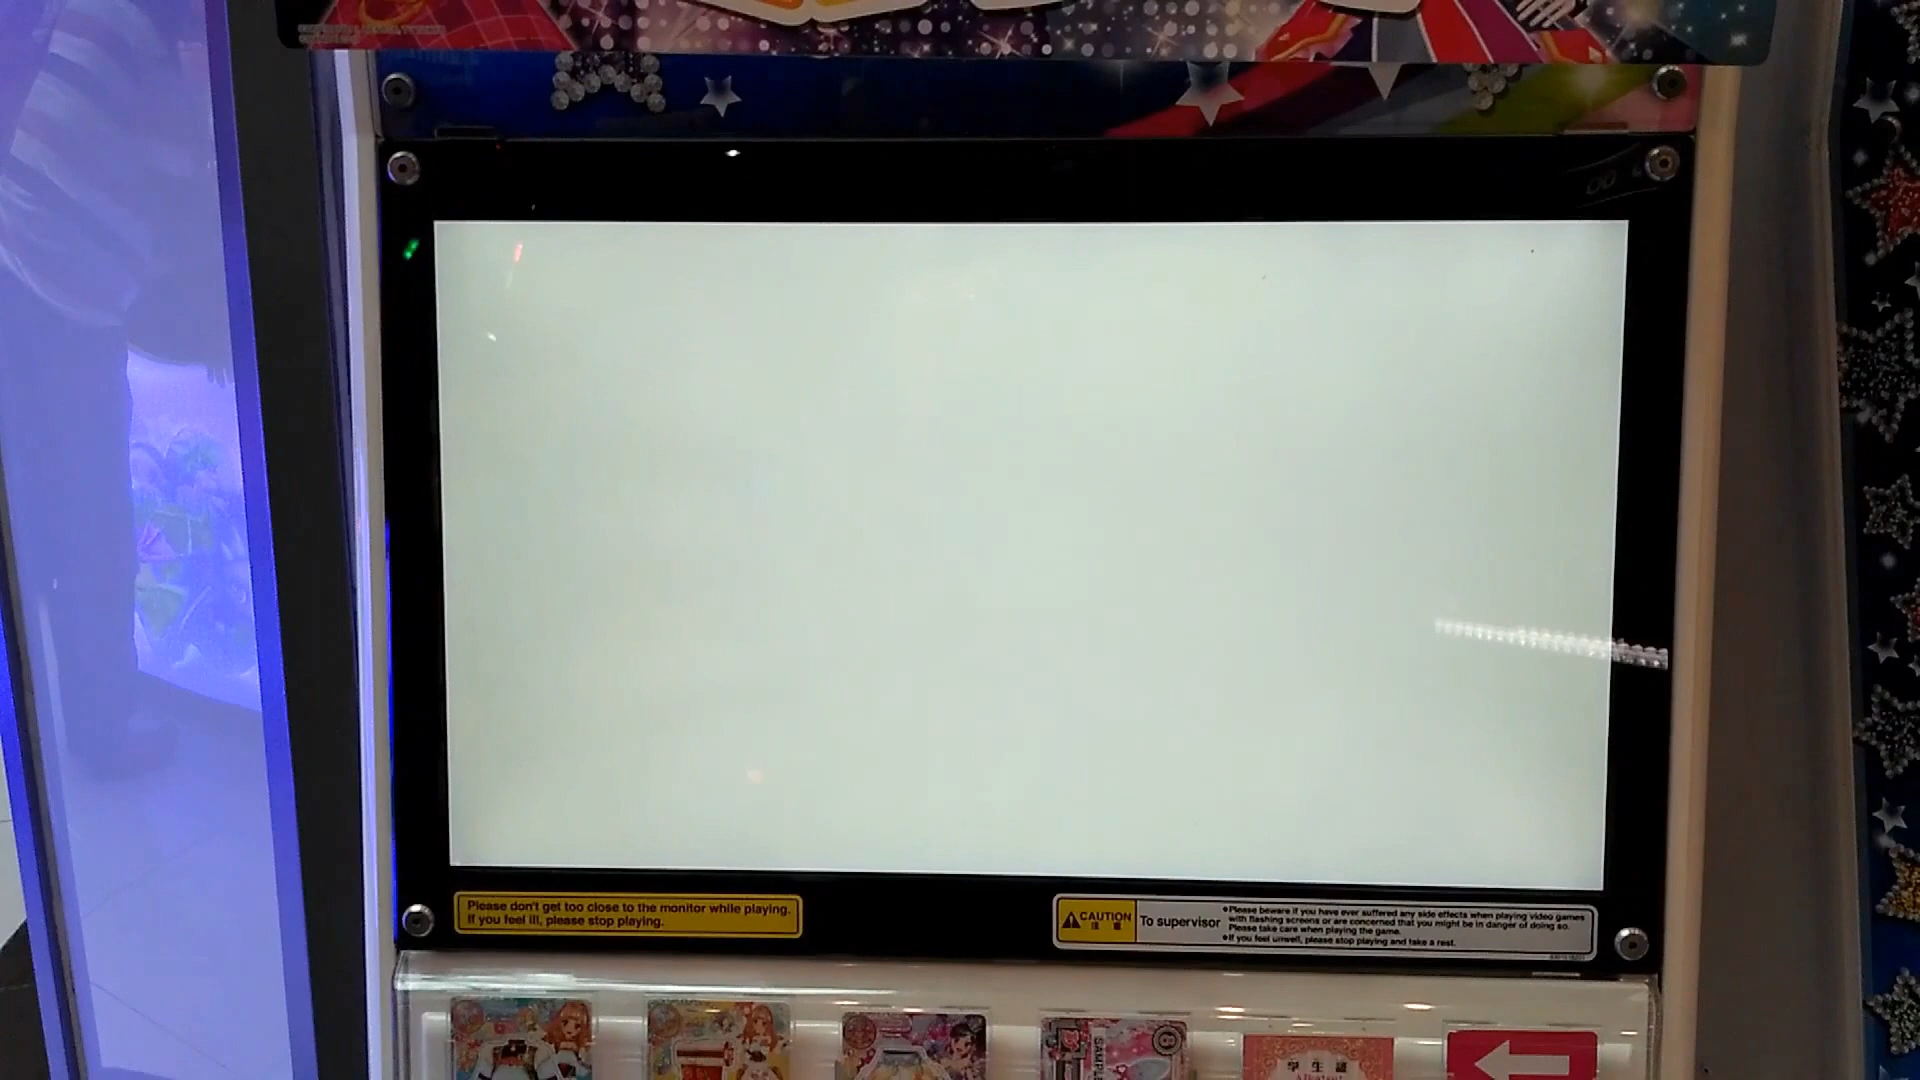 Please don't get too close to the monitor while playing.
If you feel ill, please stop playing.
CAUTION
注 意
To supervisor
●Please beware if you have ever suffered any side effects when playing video games
with flashing screens or are concerned that you might be in danger of doing so.
Please take care when playing the game.
●If you feel unwell, please stop playing and take a rest.
SAMPLE
學生証
Aikatsu!